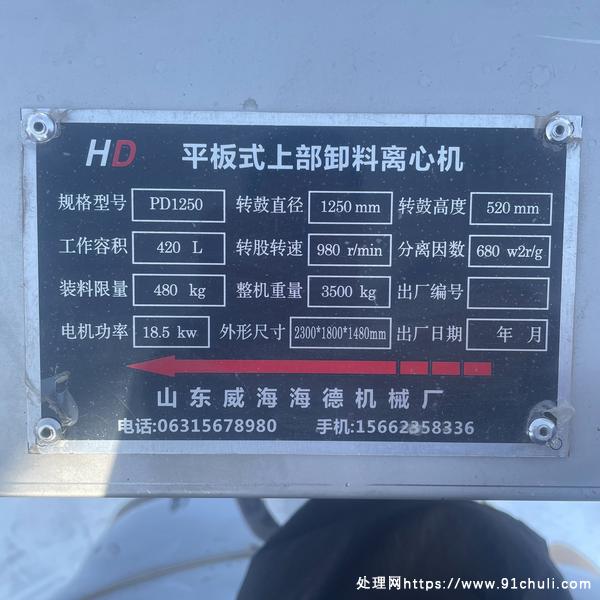 HD 平板式上部卸料离心机
规格型号 PD1250 转鼓直径 1250 mm 转鼓高度 520 mm
工作容积 420 L 转股转速 980 r/min 分离因数 680 w2r/g
装料限量 480 kg 整机重量 3500 kg 出厂编号
电机功率 18.5 kw 外形尺寸 2300*1800*1480mm 出厂日期 年 月
山东威海海德机械厂
电话:06315678980 手机:15662358336
处理网https://www.91chuli.com